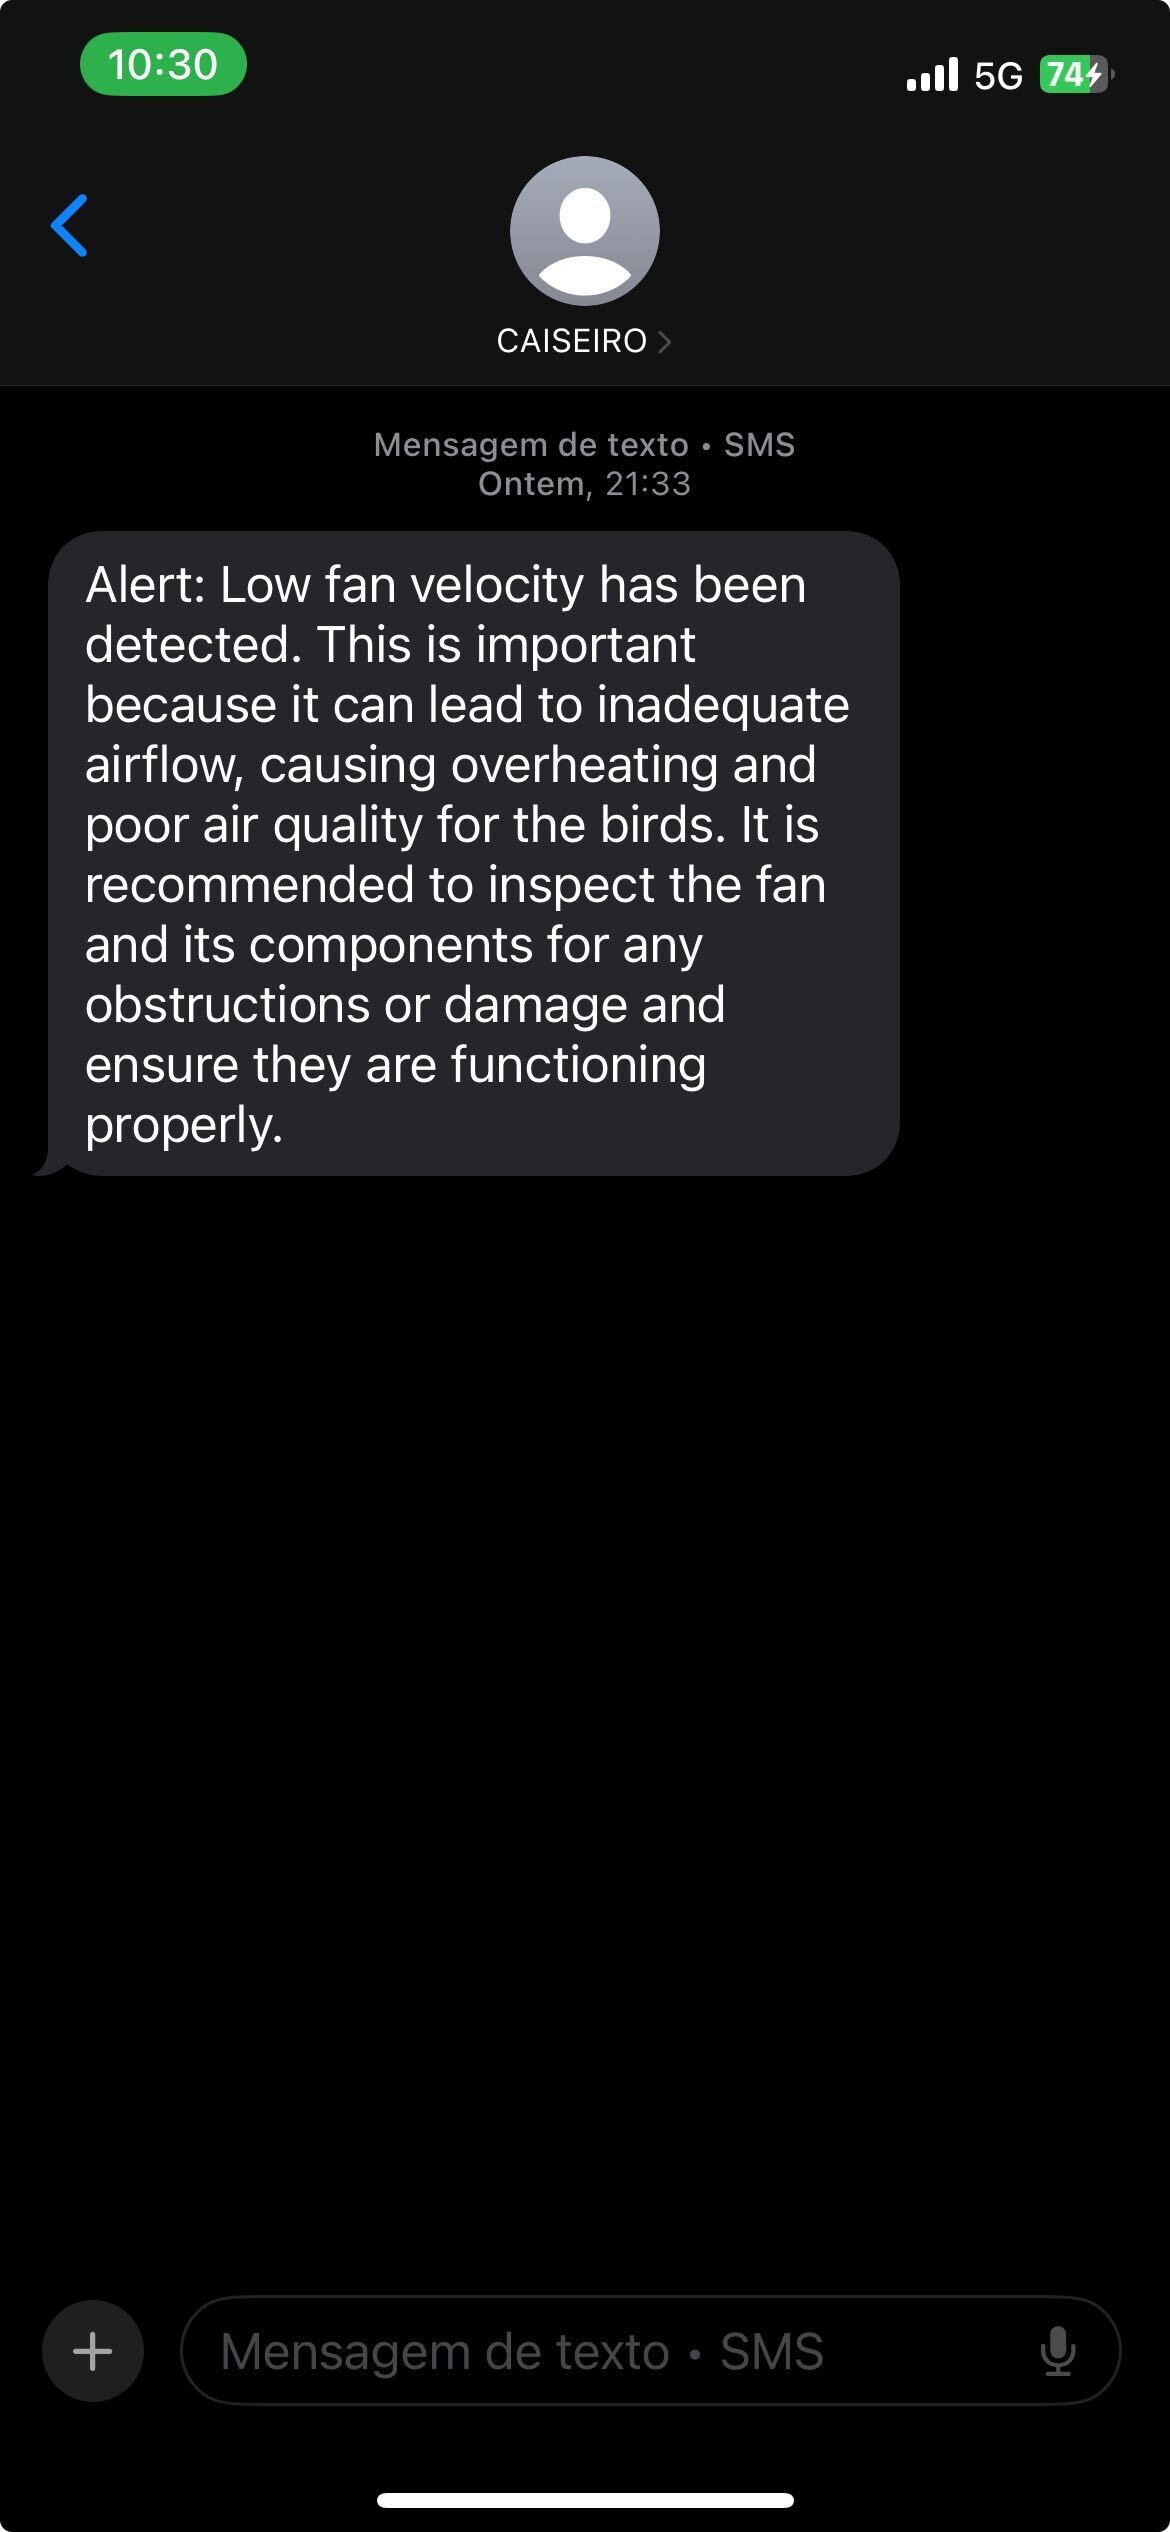 10:30
5G
74
CAISEIRO
Mensagem de texto • SMS
Ontem, 21:33
Alert: Low fan velocity has been
detected. This is important
because it can lead to inadequate
airflow, causing overheating and
poor air quality for the birds. It is
recommended to inspect the fan
and its components for any
obstructions or damage and
ensure they are functioning
properly.
Mensagem de texto • SMS